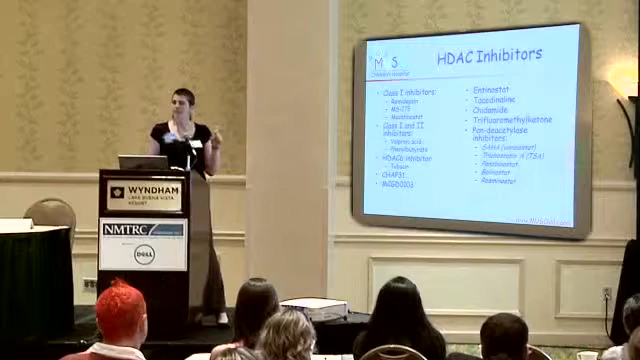 HDAC Inhibitors
Class I inhibitors:
Romidepsin
MS-275
Mocetinostat
Class I and II
inhibitors:
Valproic acid
Phenylbutyrate
HDAC6 inhibitor
Tubacin
CHAP31
MGCD0103
Entinostat
Tacedinaline
Chidamide
Trifluoromethylketone
Pan-deacetylase
inhibitors:
SAHA (vorinostat)
Trichostatin A (TSA)
Panobinostat
Belinostat
Romidepsin
WYNDHAM
LAKE BUENA VISTA
RESORT
NMTRC
DELL